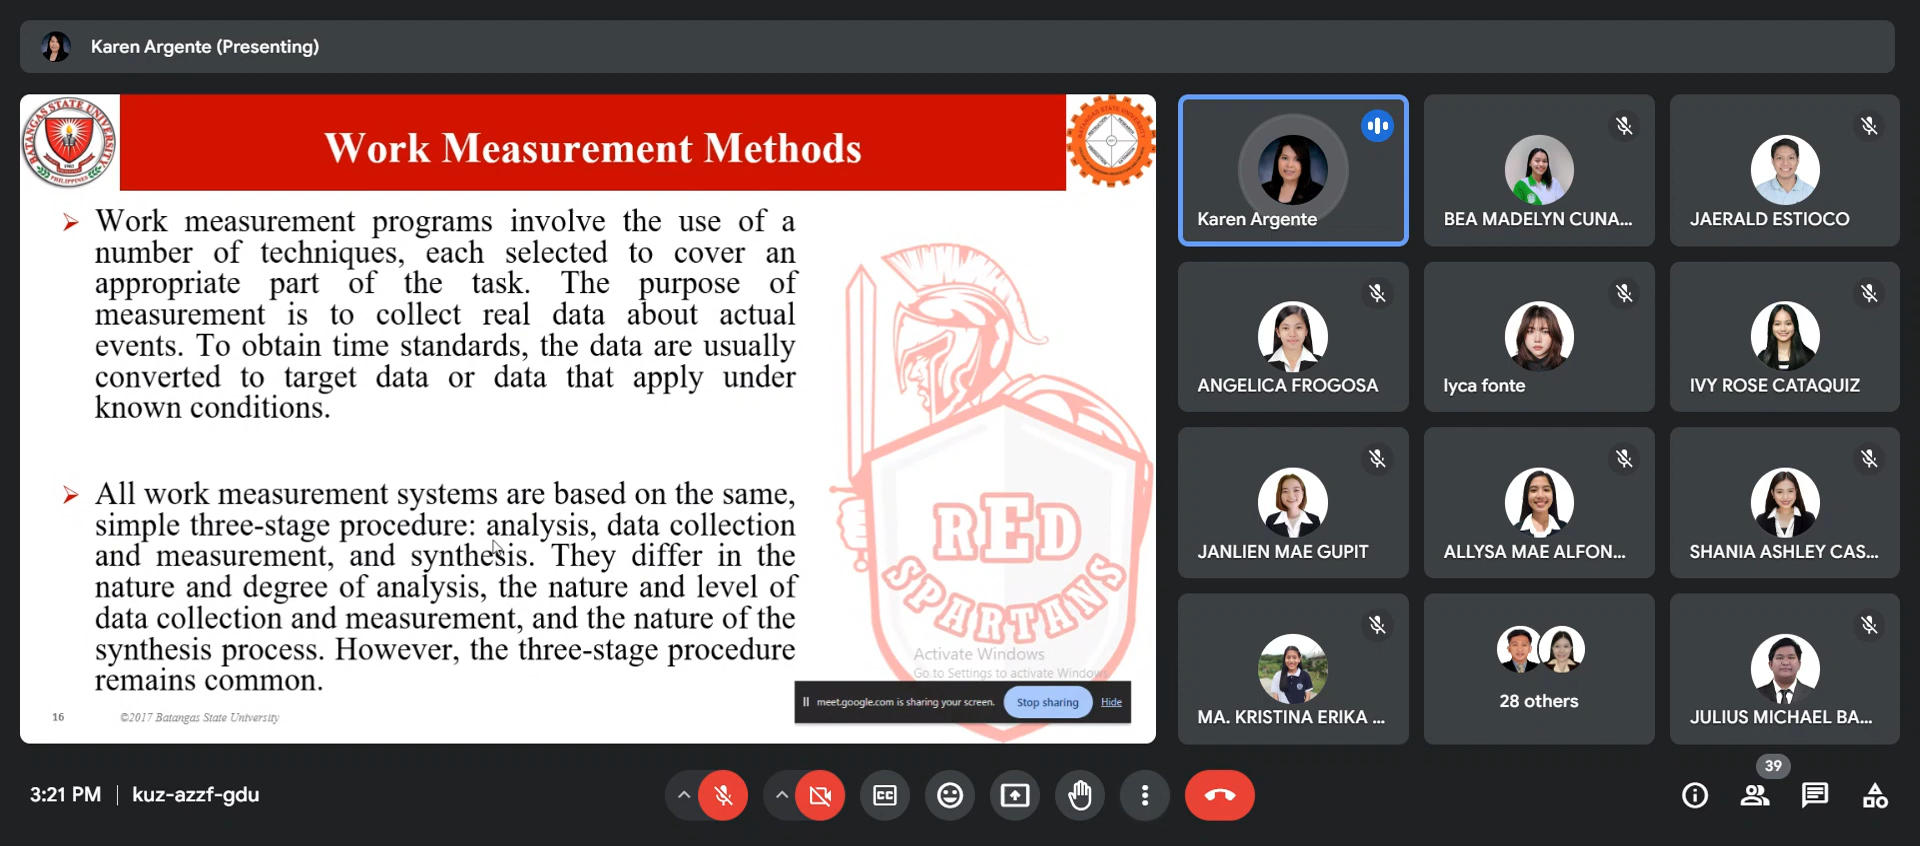 Karen Argente (Presenting)
BATANGAS STATE UNIVERSITY
PHILIPPINES
Work Measurement Methods
BATANGAS STATE UNIVERSITY
Work measurement programs involve the use of a
number of techniques, each selected to cover an
appropriate part of the task. The purpose of
measurement is to collect real data about actual
events. To obtain time standards, the data are usually
converted to target data or data that apply under
known conditions.
All work measurement systems are based on the same,
simple three-stage procedure: analysis, data collection
and measurement, and synthesis. They differ in the
nature and degree of analysis, the nature and level of
data collection and measurement, and the nature of the
synthesis process. However, the three-stage procedure
remains common.
RED
SPARTANS
Activate Windows
Go to Settings to activate Windows
meet.google.com is sharing your screen.
Stop sharing
Hide
16
©2017 Batangas State University
Karen Argente
BEA MADELYN CUNA...
JAERALD ESTIOCO
ANGELICA FROGOSA
lyca fonte
IVY ROSE CATAQUIZ
JANLIEN MAE GUPIT
ALLYSA MAE ALFON...
SHANIA ASHLEY CAS...
MA. KRISTINA ERIKA ...
28 others
JULIUS MICHAEL BA...
3:21 PM | kuz-azzf-gdu
CC
39